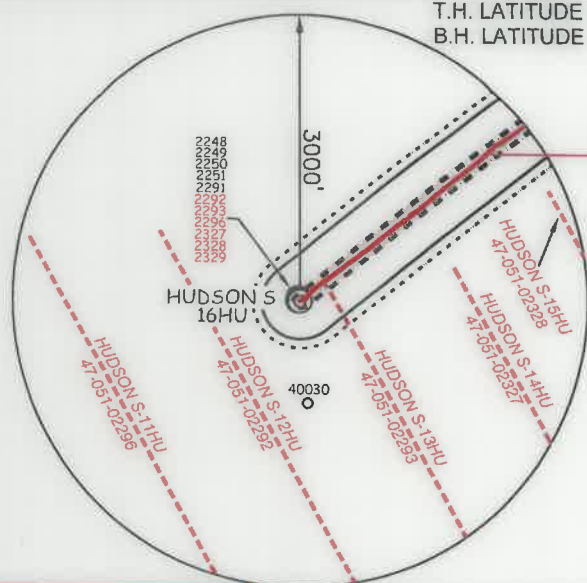 T.H. LATITUDE
B.H. LATITUDE
3000'
2248
2249
2250
2251
2291
2292
2293
2296
2327
2328
2329
HUDSON S
16HU
40030
HUDSON S-11HU
47-051-02296
HUDSON S-12HU
47-051-02292
HUDSON S-13HU
47-051-02293
HUDSON S-14HU
47-051-02327
HUDSON S-15HU
47-051-02328